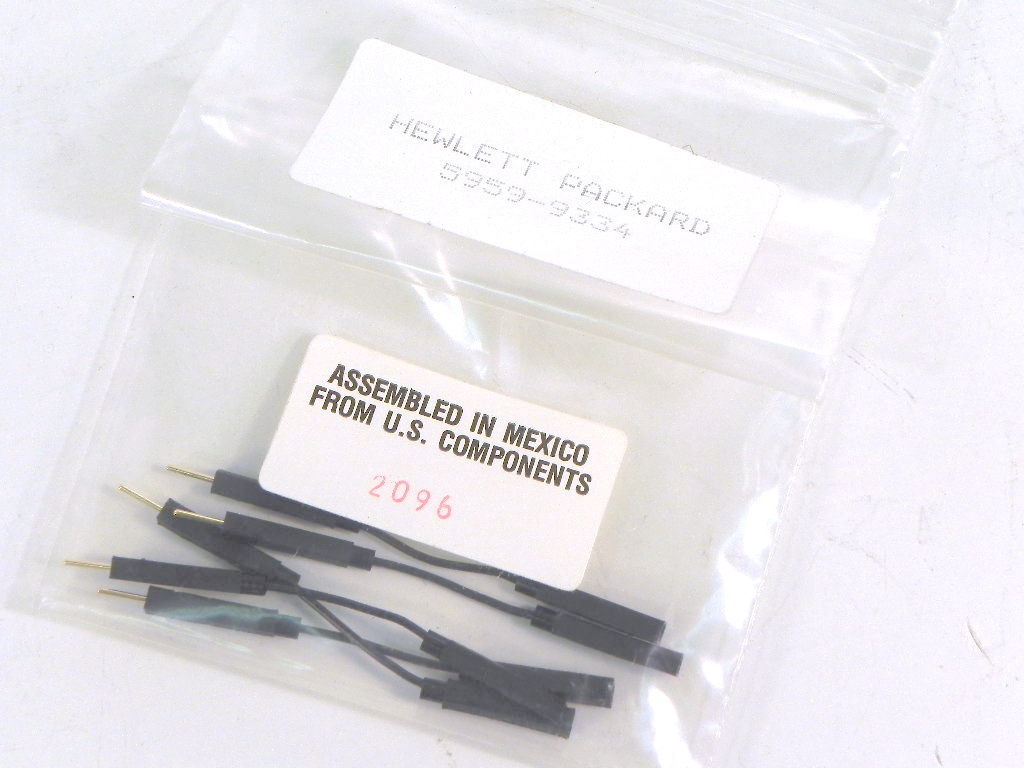 HEWLETT PACKARD
5959-9334
ASSEMBLED IN MEXICO
FROM U.S. COMPONENTS
2096